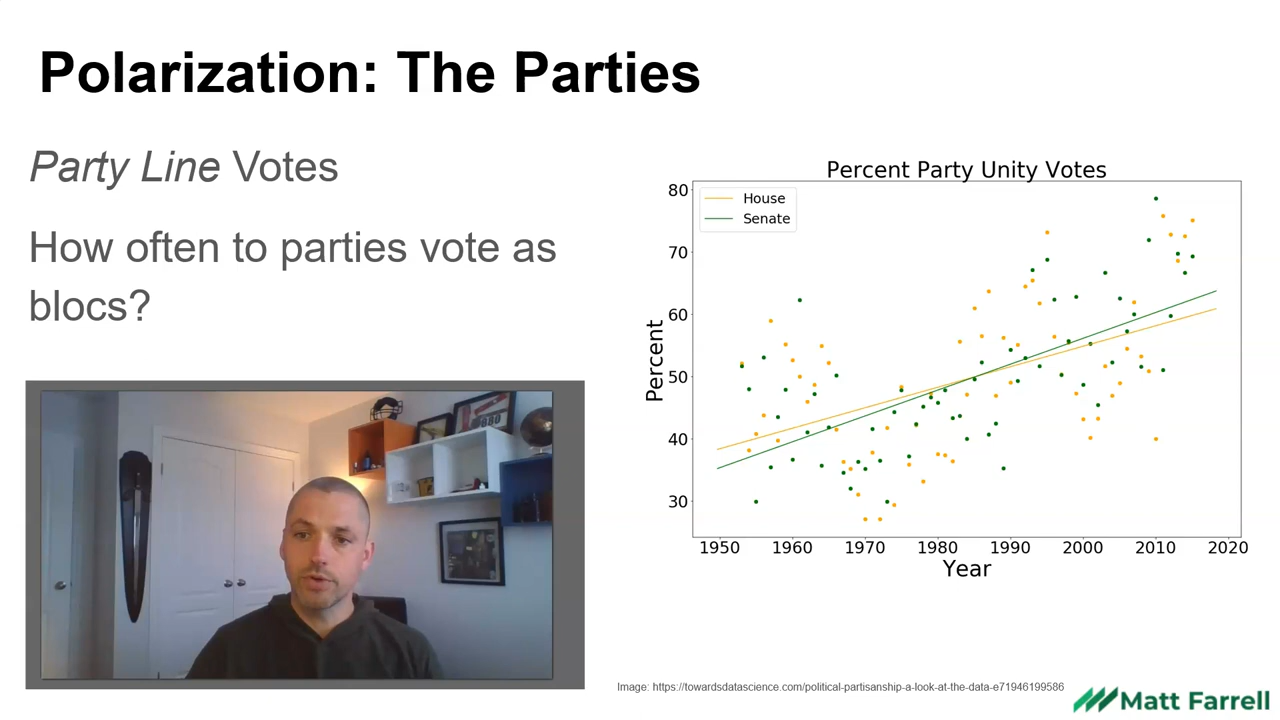 Polarization: The Parties
Party Line Votes
How often to parties vote as
blocs?
Percent Party Unity Votes
House
Senate
80
70
60
50
40
30
Percent
1950 1960 1970 1980 1990 2000 2010 2020
Year
Image: https://towardsdatascience.com/political-partisanship-a-look-at-the-data-e71946199586
Matt Farrell